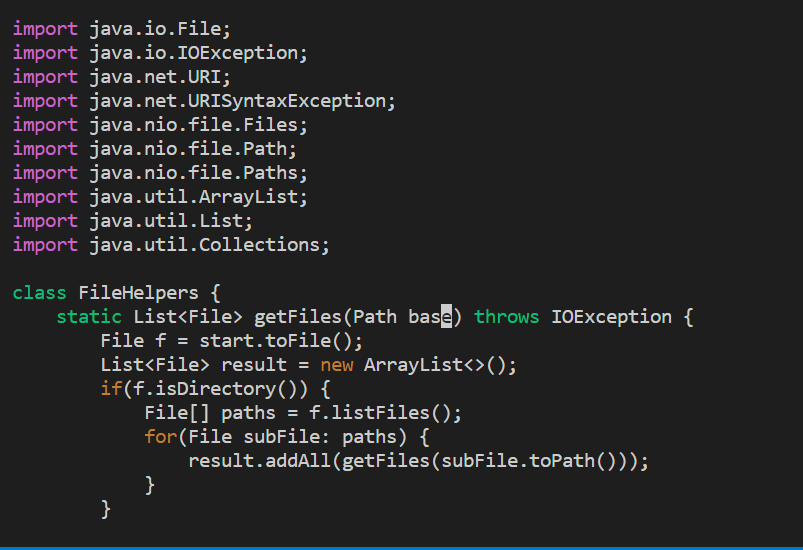 import java.io.File;
import java.io.IOException;
import java.net.URI;
import java.net.URISyntaxException;
import java.nio.file.Files;
import java.nio.file.Path;
import java.nio.file.Paths;
import java.util.ArrayList;
import java.util.List;
import java.util.Collections;

class FileHelpers {
    static List<File> getFiles(Path base) throws IOException {
        File f = start.toFile();
        List<File> result = new ArrayList<>();
        if(f.isDirectory()) {
            File[] paths = f.listFiles();
            for(File subFile: paths) {
                result.addAll(getFiles(subFile.toPath()));
            }
        }